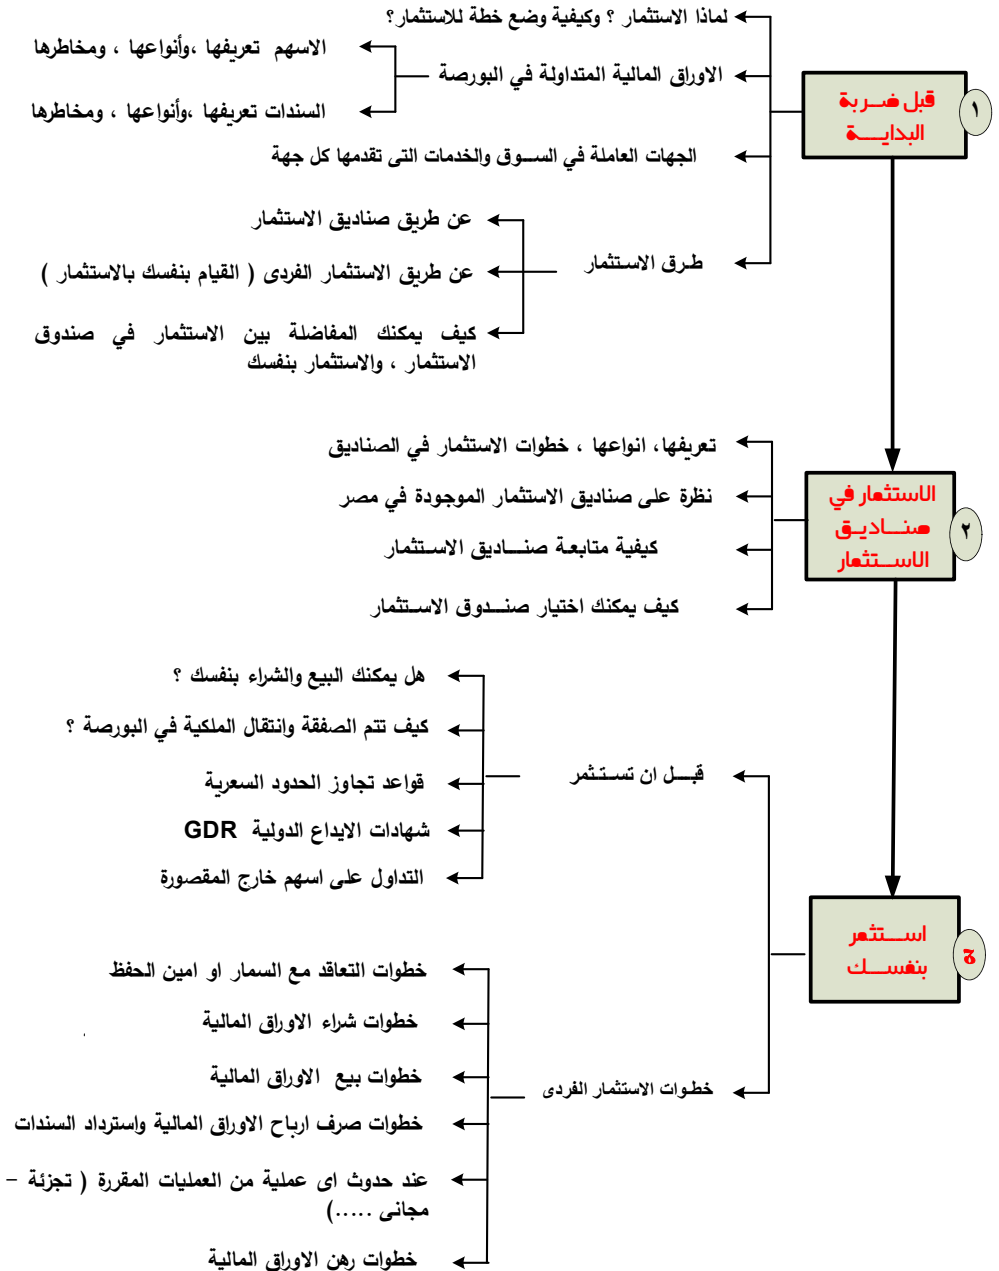 ١
قبل ضربة
البداية
لماذا الاستثمار ؟ وكيفية وضع خطة للاستثمار؟
الاوراق المالية المتداولة في البورصة
الاسهم تعريفها ،وأنواعها ، ومخاطرها
السندات تعريفها ،وأنواعها ، ومخاطرها
الجهات العاملة في السوق والخدمات التى تقدمها كل جهة
طرق الاستثمار
عن طريق صناديق الاستثمار
عن طريق الاستثمار الفردى ( القيام بنفسك بالاستثمار )
كيف يمكنك المفاضلة بين الاستثمار في صندوق
الاستثمار ، والاستثمار بنفسك
٢
الاستثمار في
صناديق
الاستثمار
تعريفها، انواعها ، خطوات الاستثمار في الصناديق
نظرة على صناديق الاستثمار الموجودة في مصر
كيفية متابعة صناديق الاستثمار
كيف يمكنك اختيار صندوق الاستثمار
استثمر
بنفسك
قبل ان تستثمر
هل يمكنك البيع والشراء بنفسك ؟
كيف تتم الصفقة وانتقال الملكية في البورصة ؟
قواعد تجاوز الحدود السعرية
شهادات الايداع الدولية GDR
التداول على اسهم خارج المقصورة
خطوات الاستثمار الفردى
خطوات التعاقد مع السمار او امين الحفظ
خطوات شراء الاوراق المالية
خطوات بيع الاوراق المالية
خطوات صرف ارباح الاوراق المالية واسترداد السندات
عند حدوث اى عملية من العمليات المقررة ( تجزئة –
مجانى .....)
خطوات رهن الاوراق المالية